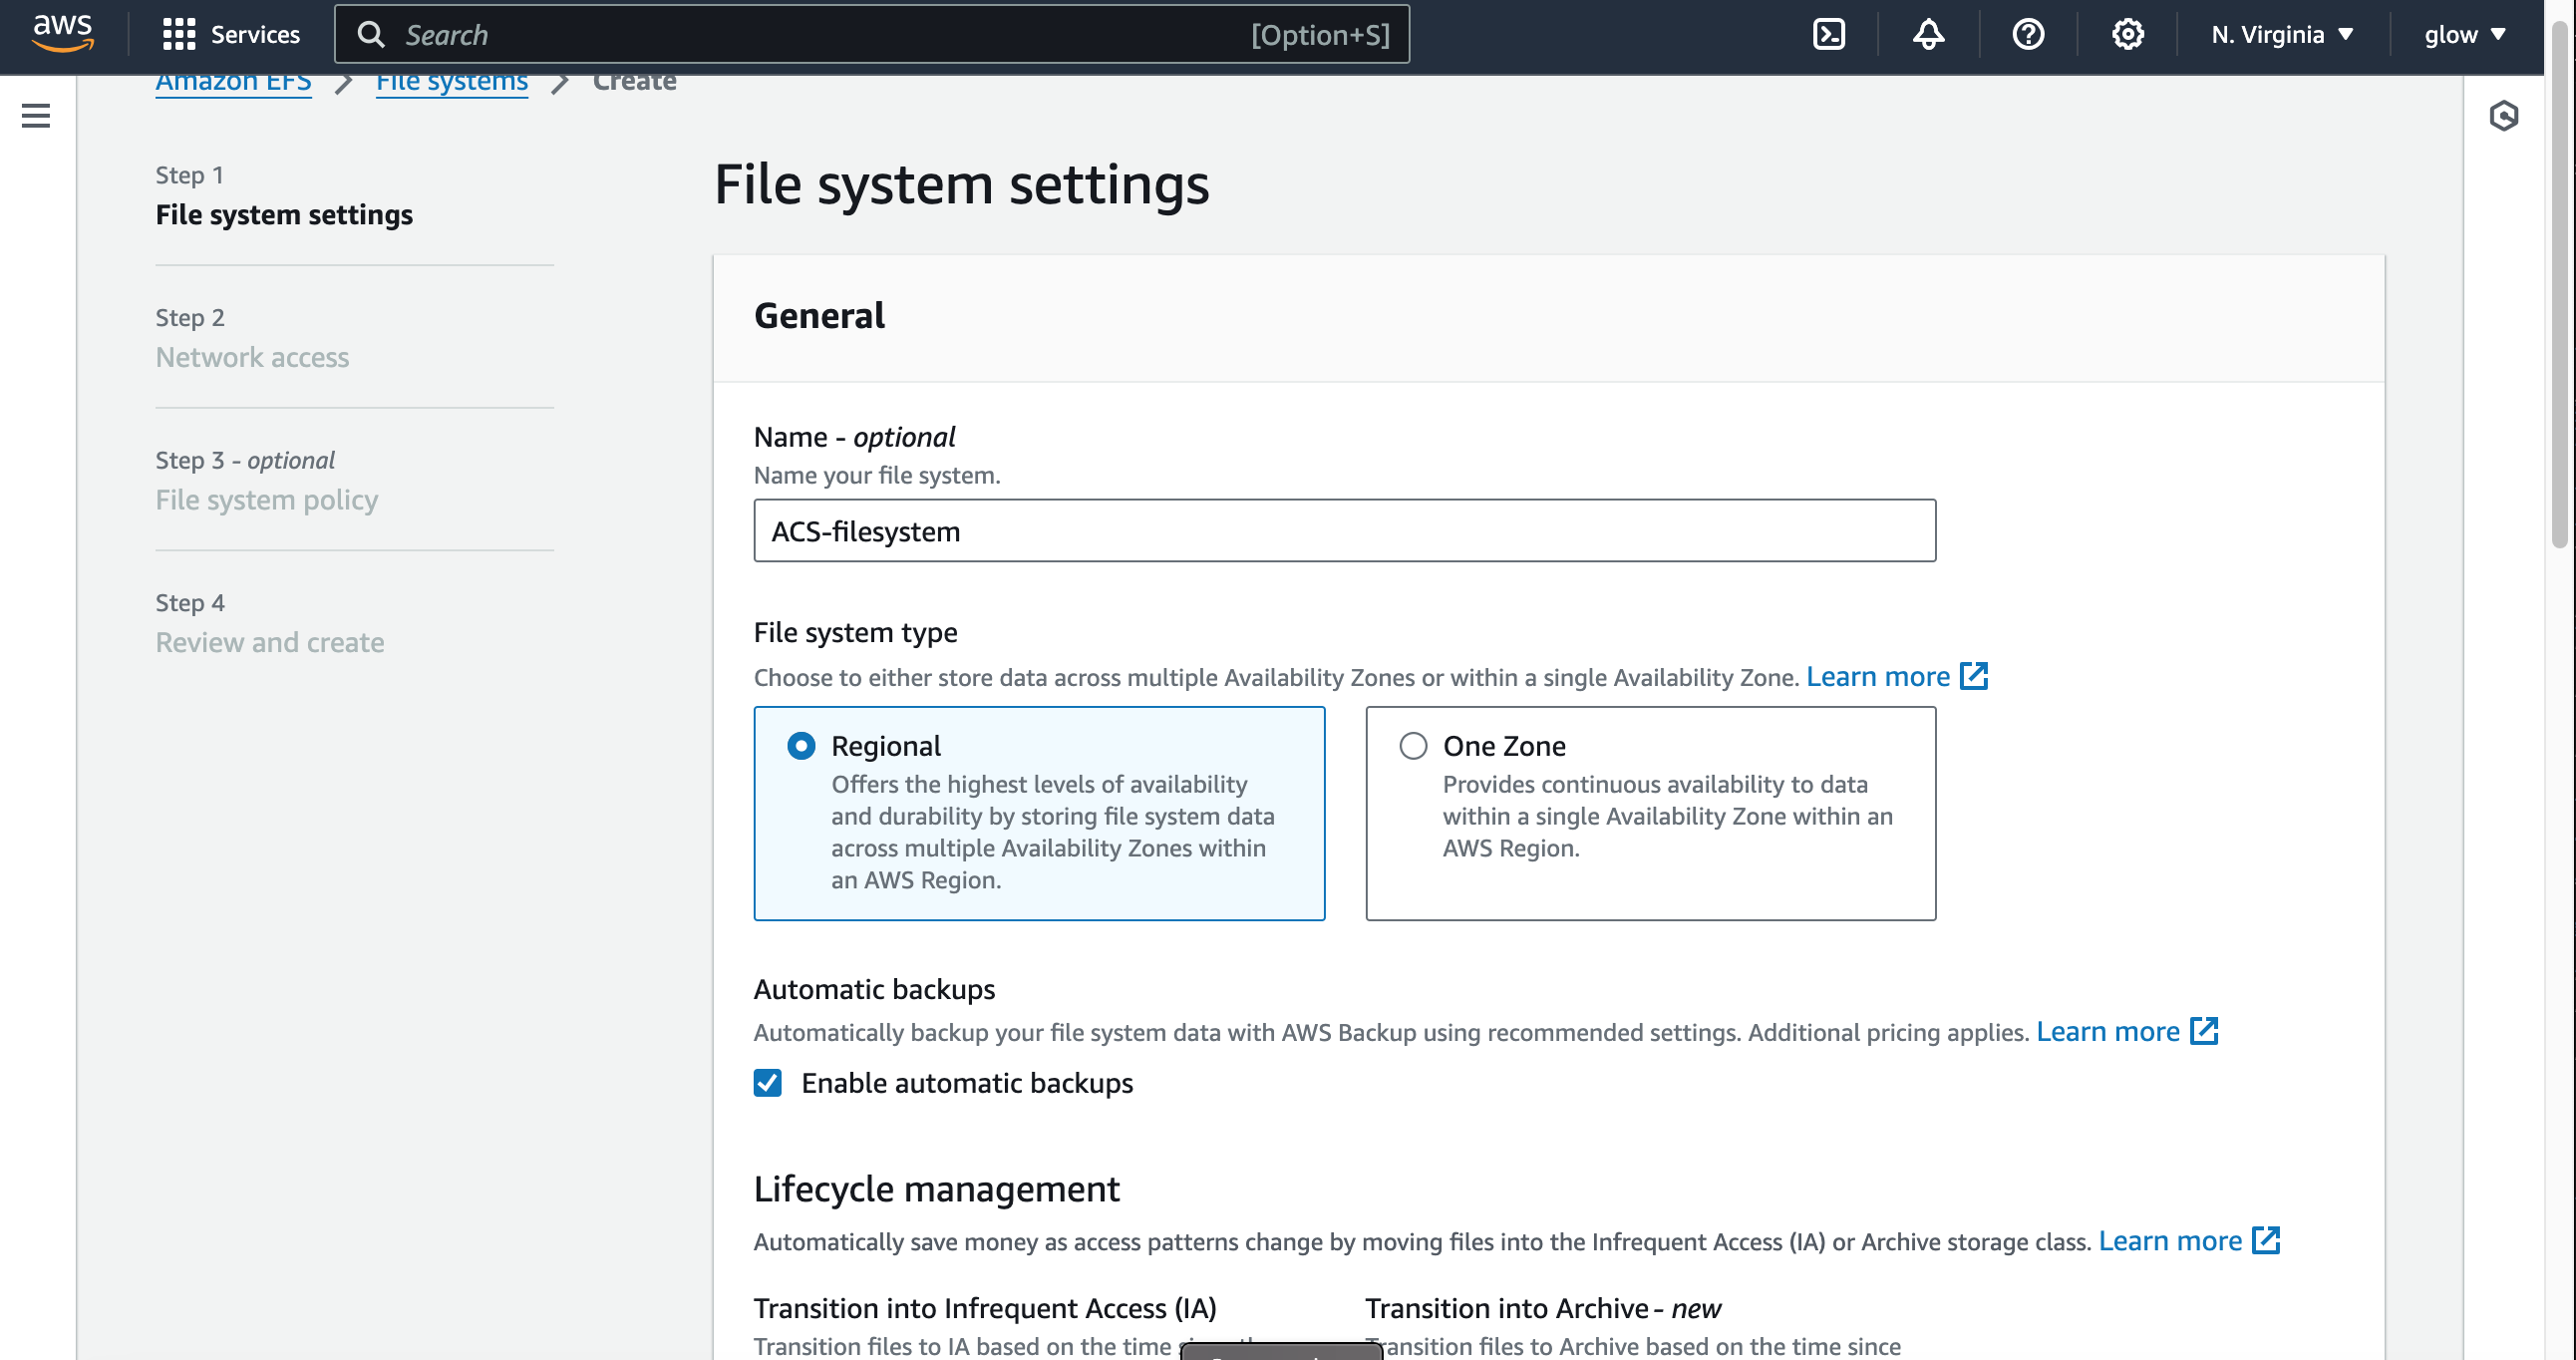 aws
Services
Search
[Option+S]
N. Virginia
glow
Amazon EFS
File systems
Create
Step 1
File system settings
Step 2
Network access
Step 3 - optional
File system policy
Step 4
Review and create
File system settings
General
Name - optional
Name your file system.
ACS-filesystem
File system type
Choose to either store data across multiple Availability Zones or within a single Availability Zone. Learn more
Regional
Offers the highest levels of availability
and durability by storing file system data
across multiple Availability Zones within
an AWS Region.
One Zone
Provides continuous availability to data
within a single Availability Zone within an
AWS Region.
Automatic backups
Automatically backup your file system data with AWS Backup using recommended settings. Additional pricing applies. Learn more
Enable automatic backups
Lifecycle management
Automatically save money as access patterns change by moving files into the Infrequent Access (IA) or Archive storage class. Learn more
Transition into Infrequent Access (IA)
Transition files to IA based on the time
Transition into Archive - new
Transition files to Archive based on the time since